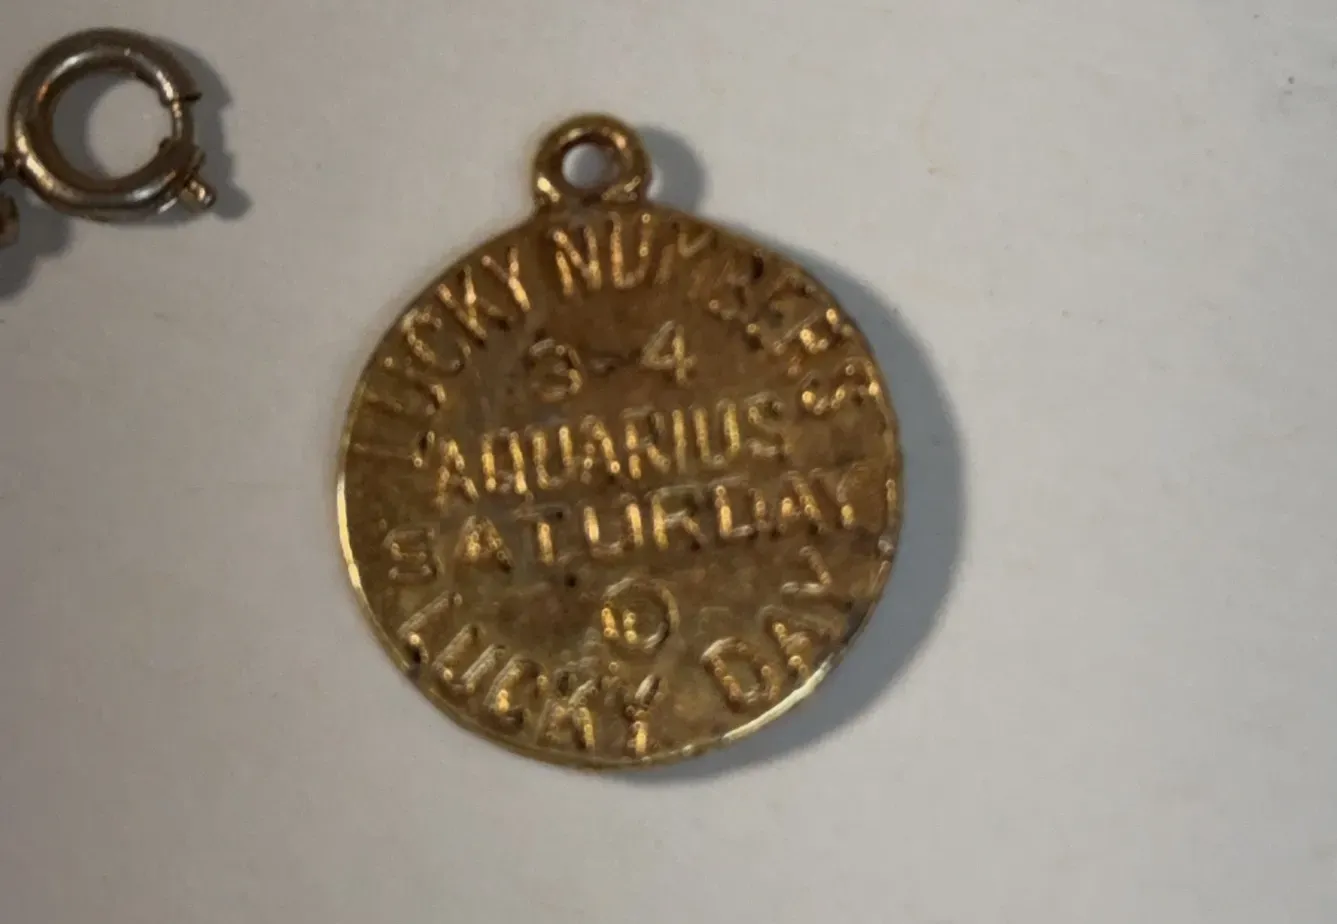 LUCKY NUMBERS
3-4
AQUARIUS
SATURDAY
©
LUCKY DAY